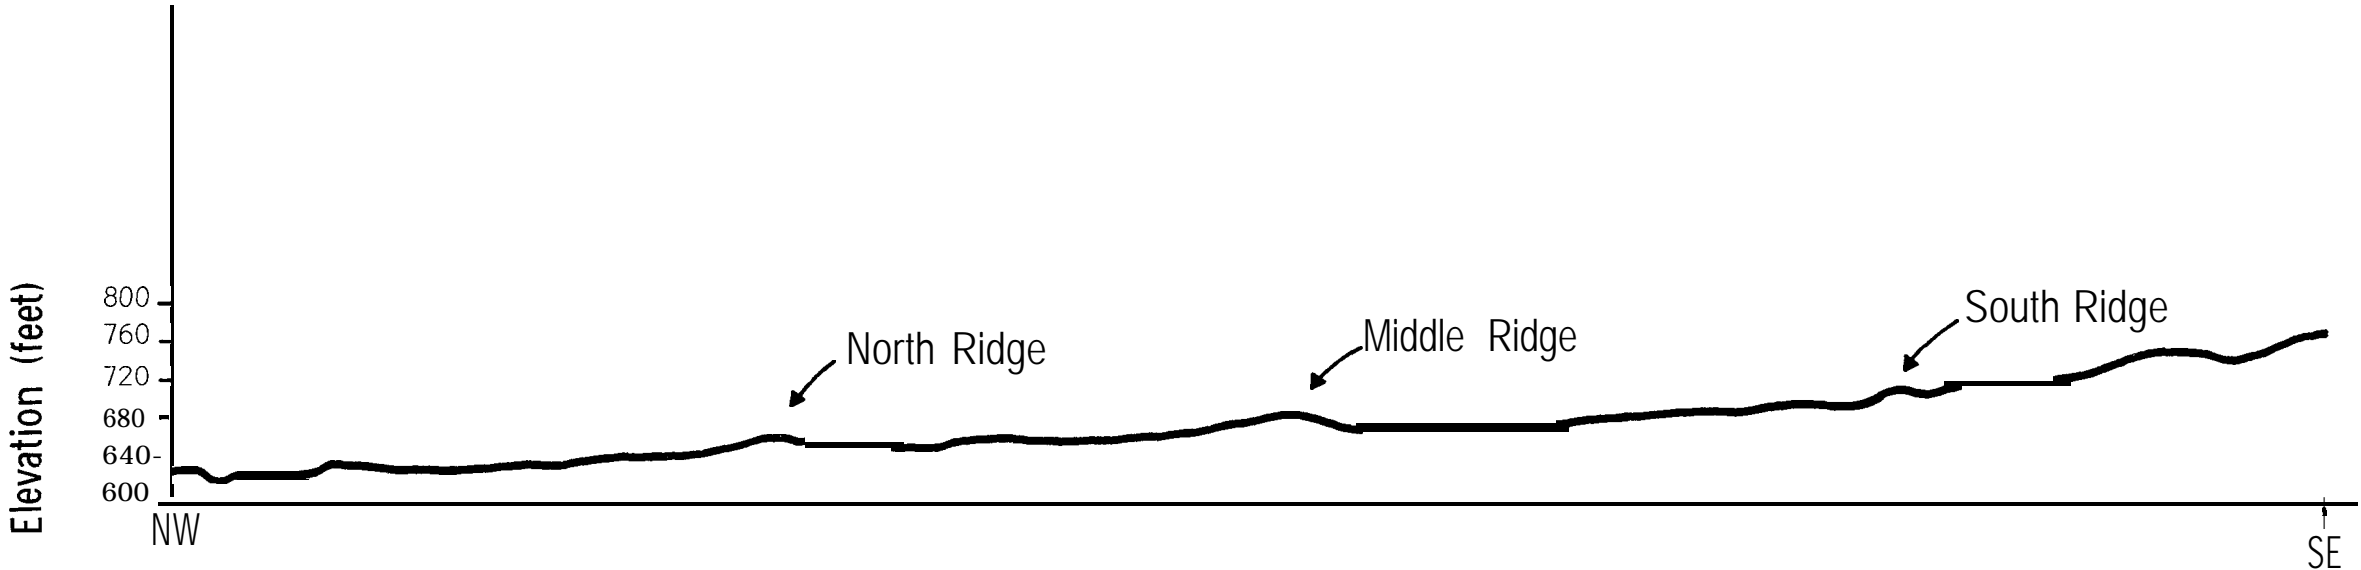 Elevation (feet)
800
760
720
680
640-
600
North Ridge
Middle Ridge
South Ridge
NW
SE